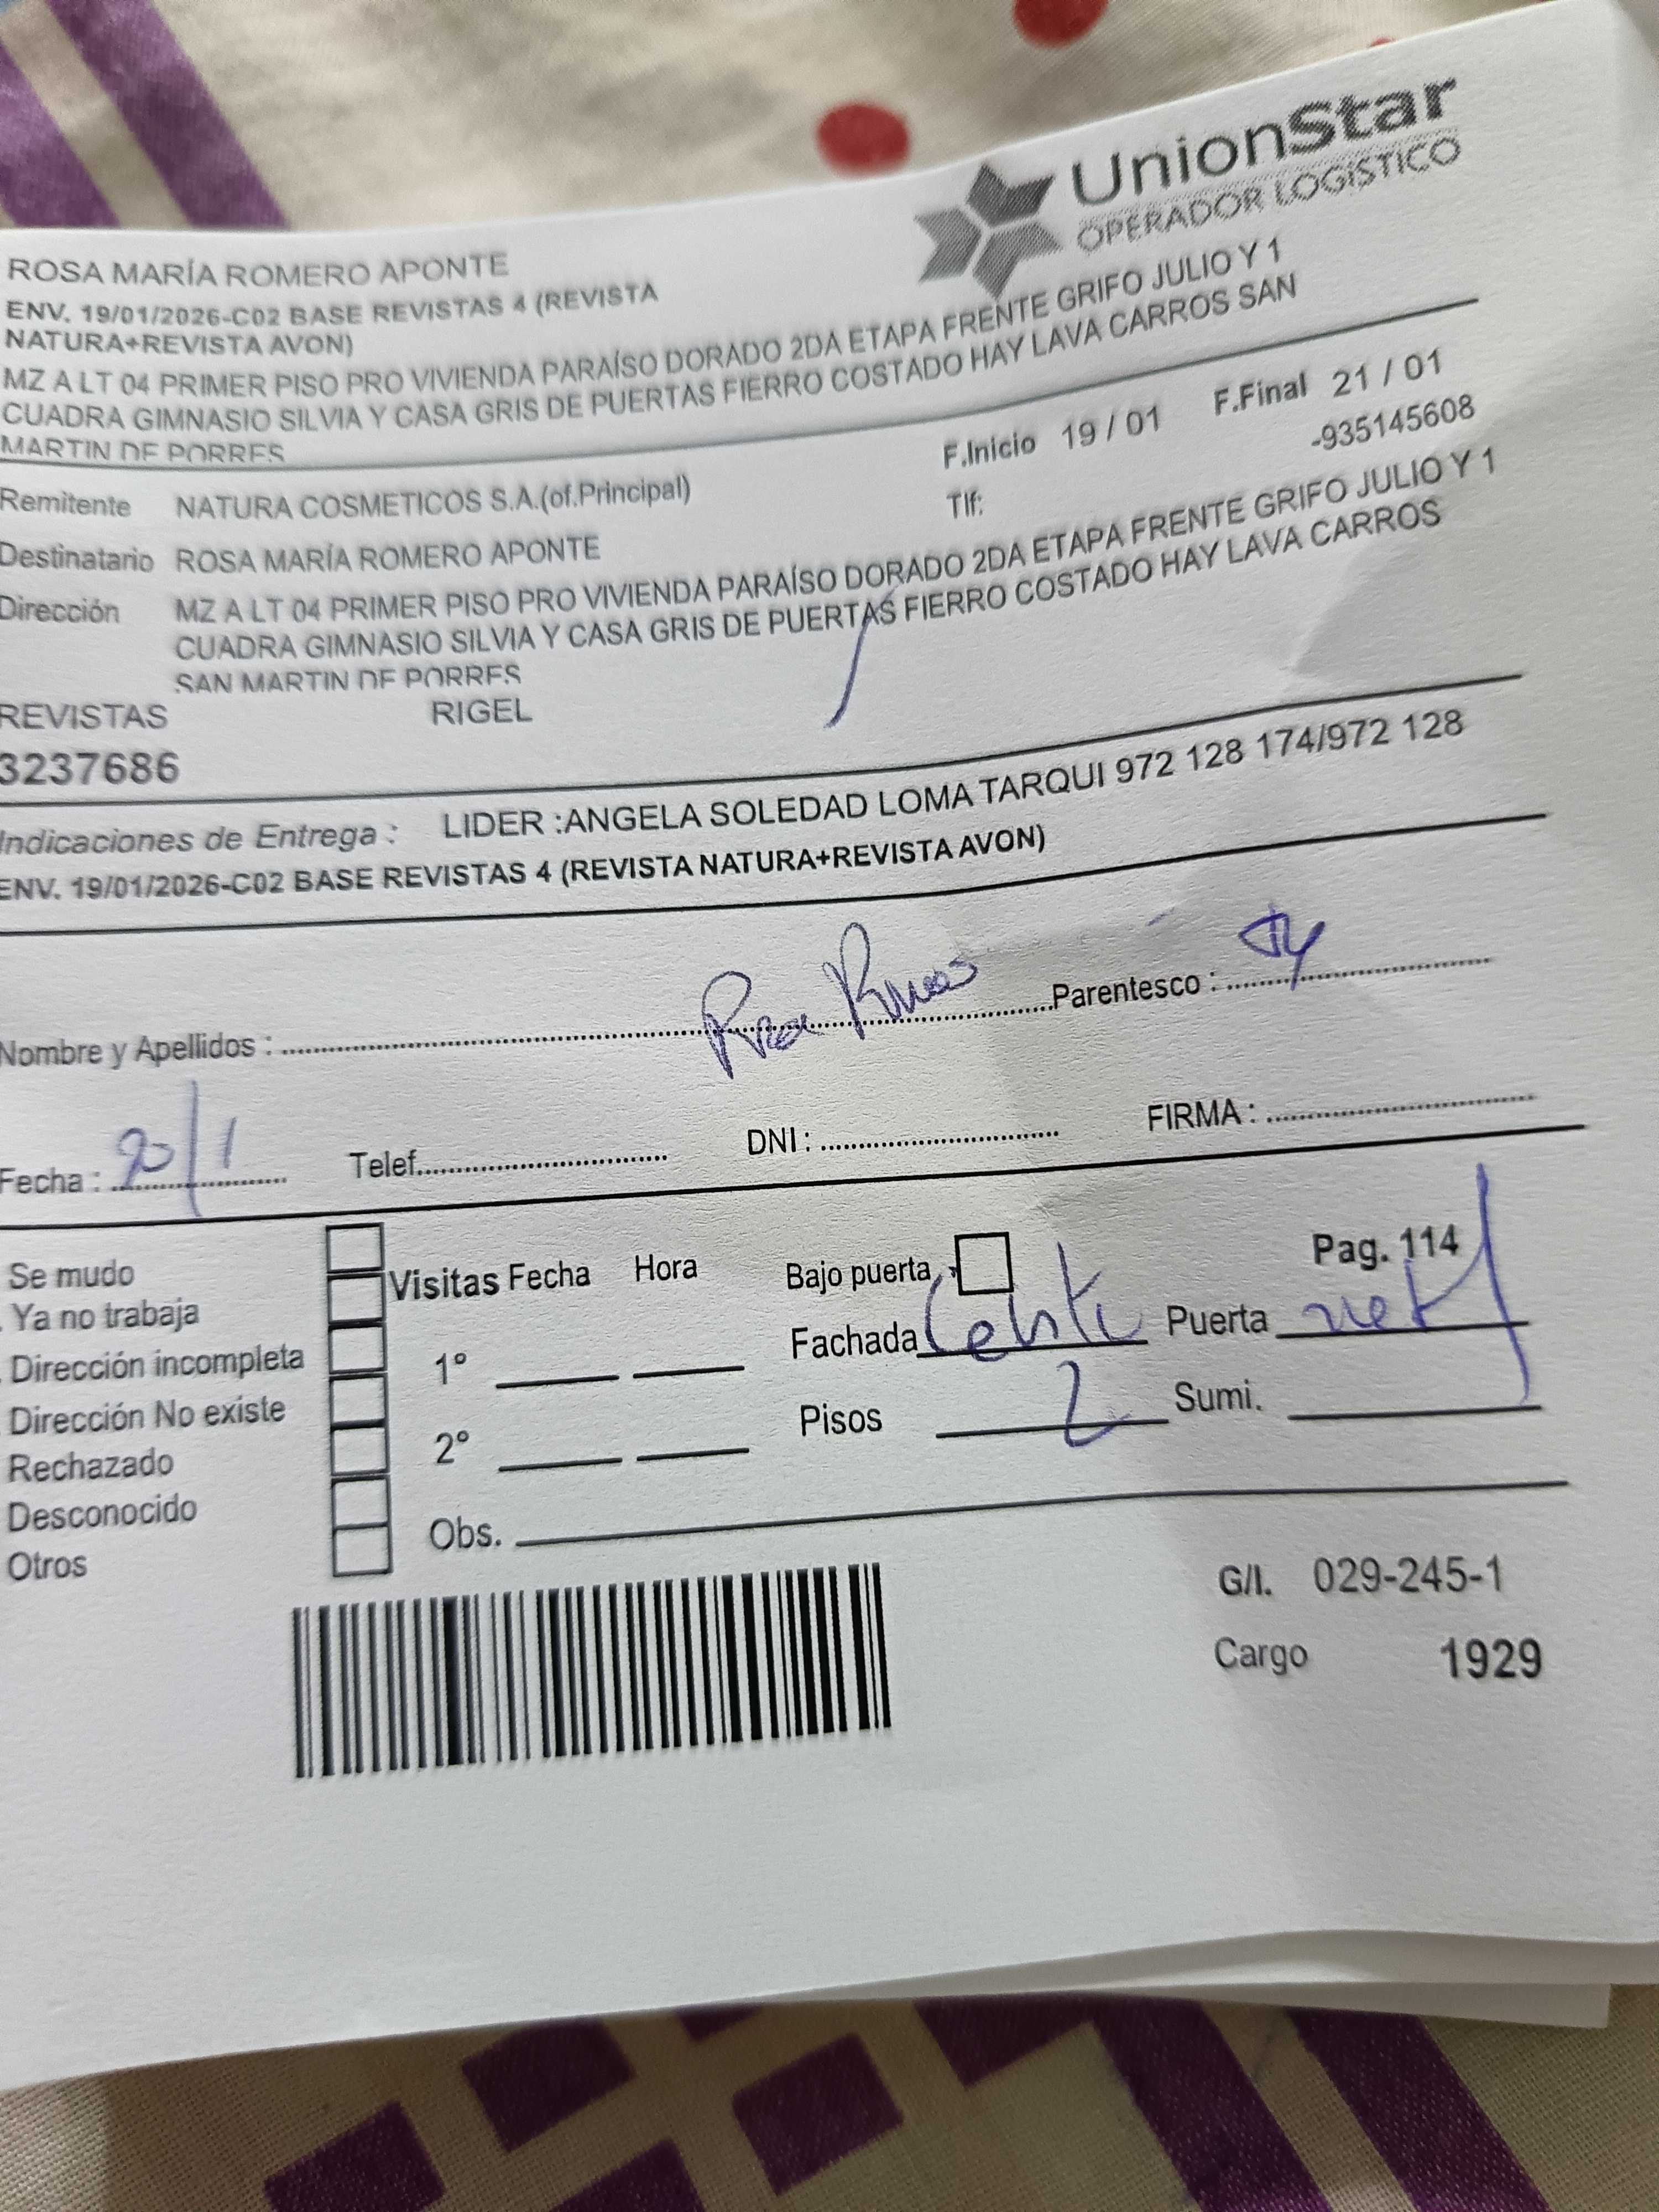 UnionStar
OPERADOR LOGÍSTICO
ROSA MARÍA ROMERO APONTE
ENV. 19/01/2026-C02 BASE REVISTAS 4 (REVISTA
NATURA+REVISTA AVON)
MZ A LT 04 PRIMER PISO PRO VIVIENDA PARAÍSO DORADO 2DA ETAPA FRENTE GRIFO JULIO Y 1
CUADRA GIMNASIO SILVIA Y CASA GRIS DE PUERTAS FIERRO COSTADO HAY LAVA CARROS SAN
MARTIN DE PORRES
F.Inicio 19 / 01 F.Final 21 / 01
Remitente NATURA COSMETICOS S.A.(of.Principal) Tlf: -935145608
Destinatario ROSA MARÍA ROMERO APONTE
Dirección MZ A LT 04 PRIMER PISO PRO VIVIENDA PARAÍSO DORADO 2DA ETAPA FRENTE GRIFO JULIO Y 1
CUADRA GIMNASIO SILVIA Y CASA GRIS DE PUERTAS FIERRO COSTADO HAY LAVA CARROS
SAN MARTIN DE PORRES
REVISTAS RIGEL
3237686
Indicaciones de Entrega : LIDER :ANGELA SOLEDAD LOMA TARQUI 972 128 174/972 128
ENV. 19/01/2026-C02 BASE REVISTAS 4 (REVISTA NATURA+REVISTA AVON)
Nombre y Apellidos : Parentesco :
Fecha : 20/1 Telef. DNI : FIRMA :
Se mudo
Ya no trabaja
Dirección incompleta
Dirección No existe
Rechazado
Desconocido
Otros
Visitas Fecha Hora
1°
2°
Obs.
Bajo puerta Pag. 114
Fachada Puerta
Pisos 2 Sumi.
G/I. 029-245-1
Cargo 1929